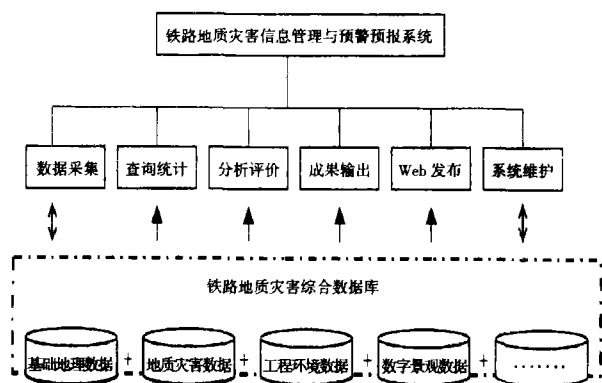 铁路地质灾害信息管理与预警预报系统
数据采集 查询统计 分析评价 成果输出 Web 发布 系统维护
铁路地质灾害综合数据库
基础地理数据 + 地质灾害数据 + 工程环境数据 + 数字景观数据 + ·······